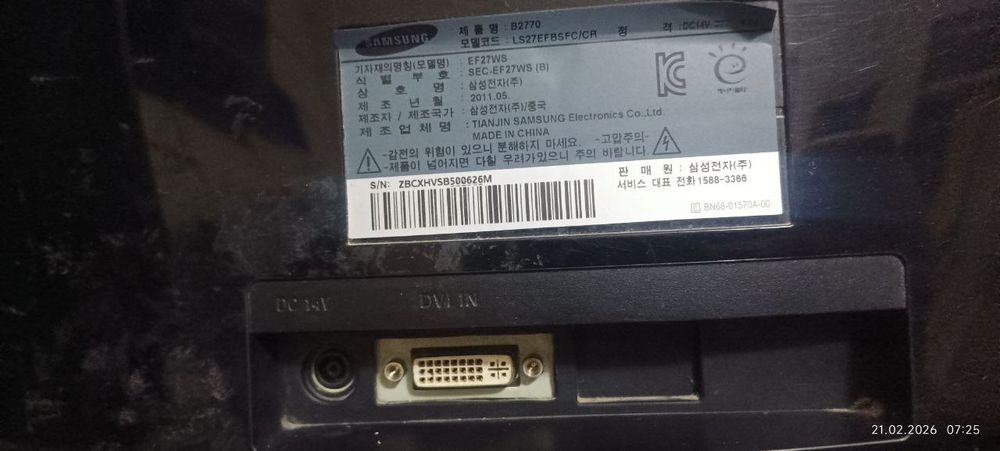 SAMSUNG
제 품 명 : B2770
모델코드 : LS27EFBSFC/CR 정 격 : DC14V
기자재의명칭(모델명) : EF27WS
식 별 부 호 : SEC-EF27WS (B)
상 호 명 : 삼성전자(주)
제 조 년 월 : 2011.05.
제조자 / 제조국가 : 삼성전자(주)/중국
제 조 업 체 명 : TIANJIN SAMSUNG Electronics Co.,Ltd.
MADE IN CHINA
-감전의 위험이 있으니 분해하지 마세요. -고압주의-
-제품이 넘어지면 다칠 우려가있으니 주의 바랍니다
S/N: ZBCXHVSB500626M
판 매 원 : 삼성전자(주)
서비스 대표 전화 1588-3366
C BN68-01570A-00
DC 14V DVI IN
21.02.2026 07:25